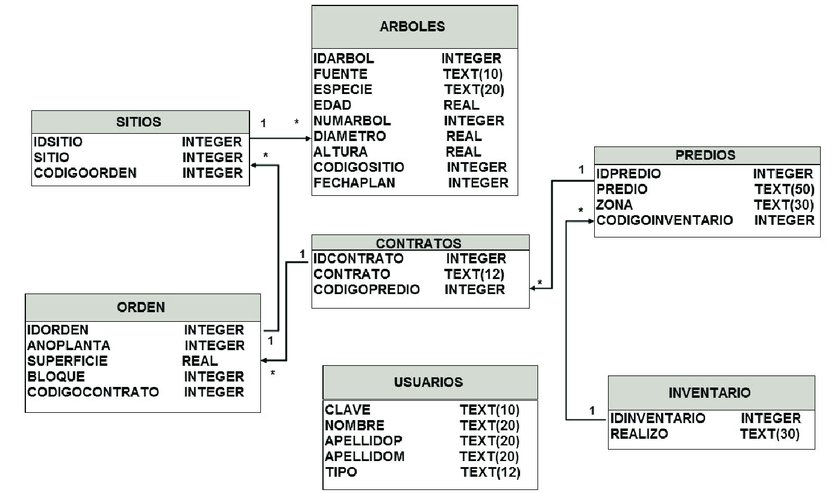 ARBOLES
IDARBOL INTEGER
FUENTE TEXT(10)
ESPECIE TEXT(20)
EDAD REAL
NUMARBOL INTEGER
DIAMETRO REAL
ALTURA REAL
CODIGOSITIO INTEGER
FECHAPLAN INTEGER
SITIOS
IDSITIO INTEGER
SITIO INTEGER
CODIGOORDEN INTEGER
1 *
*
PREDIOS
IDPREDIO INTEGER
PREDIO TEXT(50)
ZONA TEXT(30)
CODIGOINVENTARIO INTEGER
1
*
CONTRATOS
IDCONTRATO INTEGER
CONTRATO TEXT(12)
CODIGOPREDIO INTEGER
1
*
ORDEN
IDORDEN INTEGER
ANOPLANTA INTEGER
SUPERFICIE REAL
BLOQUE INTEGER
CODIGOCONTRATO INTEGER
1
*
USUARIOS
CLAVE TEXT(10)
NOMBRE TEXT(20)
APELLIDOP TEXT(20)
APELLIDOM TEXT(20)
TIPO TEXT(12)
INVENTARIO
IDINVENTARIO INTEGER
REALIZO TEXT(30)
1